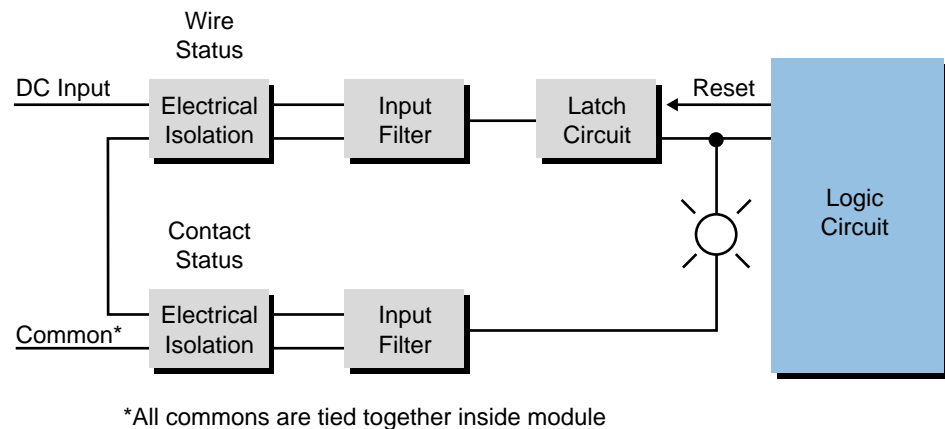 Wire
Status
DC Input
Electrical
Isolation
Input
Filter
Latch
Circuit
Reset
Logic
Circuit
Contact
Status
Common*
Electrical
Isolation
Input
Filter
*All commons are tied together inside module